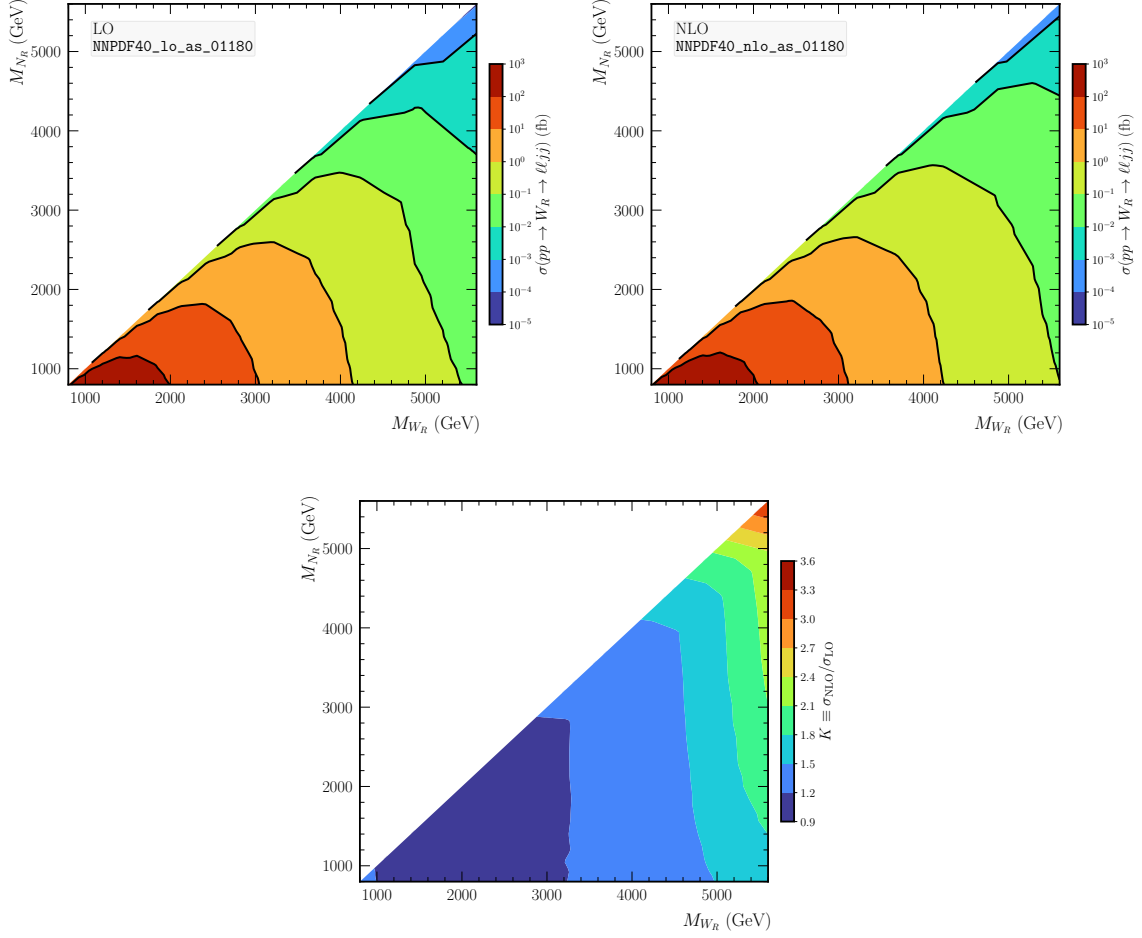 LO
NNPDF40_lo_as_01180
M_{N_R} (GeV)
5000
4000
3000
2000
1000
1000 2000 3000 4000 5000
M_{W_R} (GeV)
10^3
10^2
10^1
10^0
10^{−1}
10^{−2}
10^{−3}
10^{−4}
10^{−5}
σ(pp → W_R → ℓℓjj) (fb)
NLO
NNPDF40_nlo_as_01180
M_{N_R} (GeV)
5000
4000
3000
2000
1000
1000 2000 3000 4000 5000
M_{W_R} (GeV)
10^3
10^2
10^1
10^0
10^{−1}
10^{−2}
10^{−3}
10^{−4}
10^{−5}
σ(pp → W_R → ℓℓjj) (fb)
M_{N_R} (GeV)
5000
4000
3000
2000
1000
1000 2000 3000 4000 5000
M_{W_R} (GeV)
3.6
3.3
3.0
2.7
2.4
2.1
1.8
1.5
1.2
0.9
K ≡ σ_{NLO}/σ_{LO}